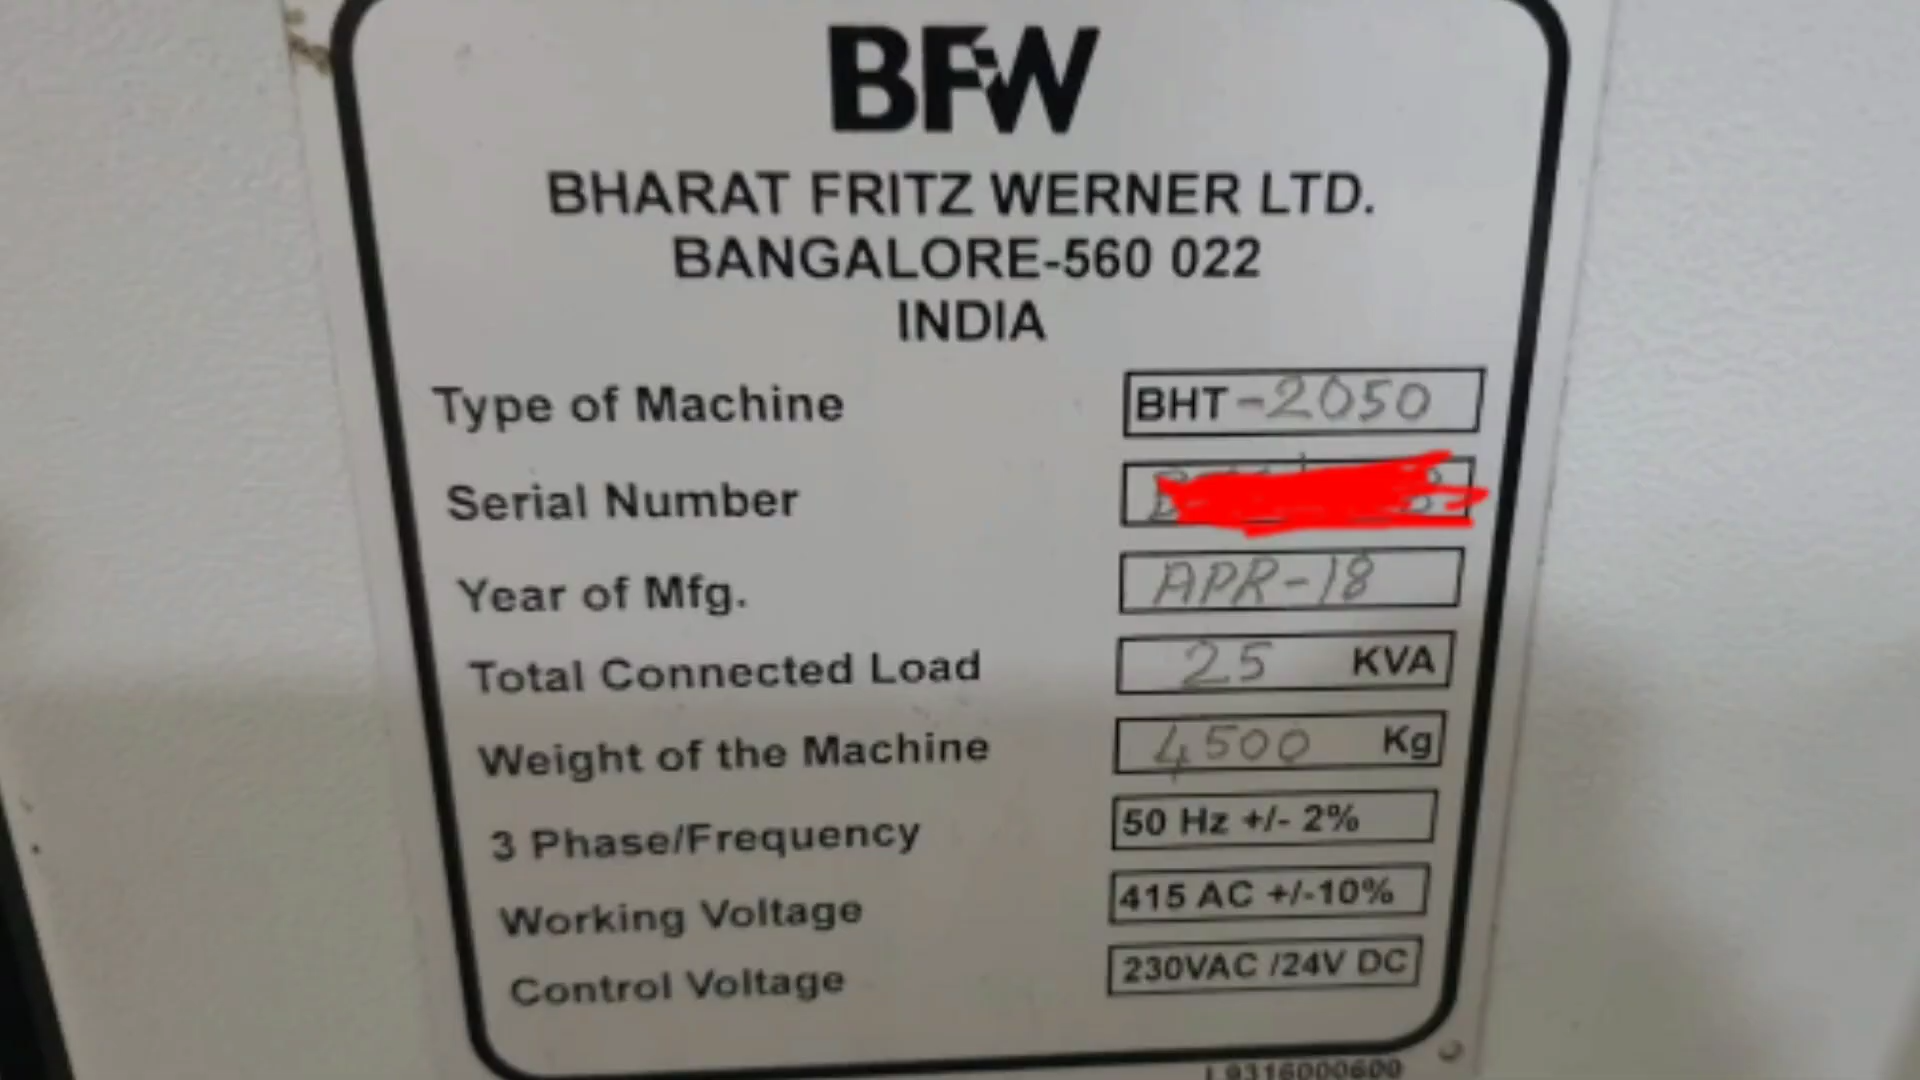 BFW
BHARAT FRITZ WERNER LTD.
BANGALORE-560 022
INDIA
Type of Machine BHT-2050
Serial Number
Year of Mfg. APR-18
Total Connected Load 25 KVA
Weight of the Machine 4500 Kg
3 Phase/Frequency 50 Hz +/- 2%
Working Voltage 415 AC +/-10%
Control Voltage 230VAC /24V DC